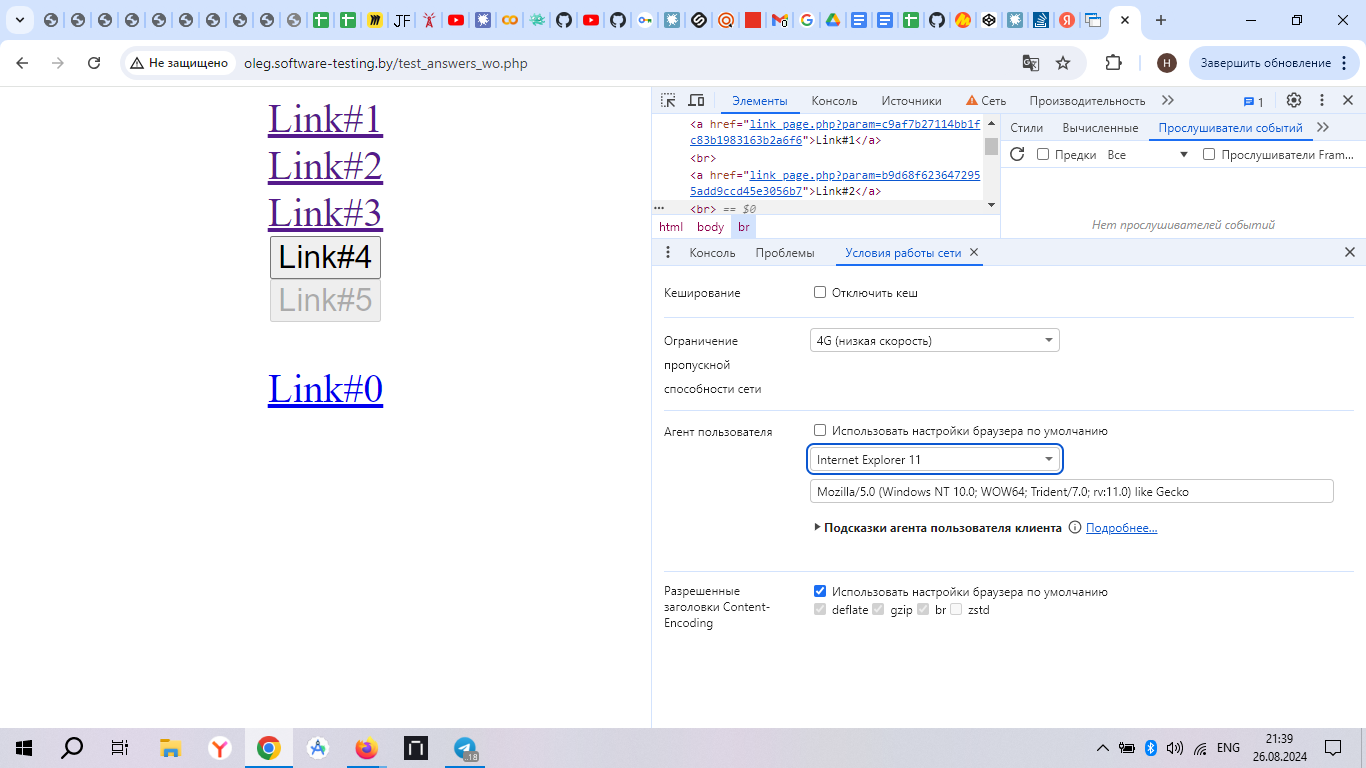 JF
Не защищено
oleg.software-testing.by/test_answers_wo.php
Завершить обновление
Link#1
Link#2
Link#3
Link#4
Link#5
Link#0
Элементы
Консоль
Источники
Сеть
Производительность
1
<a href="link_page.php?param=c9af7b27114bb1f
c83b1983163b2a6f6">Link#1</a>
<br>
<a href="link_page.php?param=b9d68f623647295
5add9ccd45e3056b7">Link#2</a>
<br> == $0
html body br
Стили
Вычисленные
Прослушиватели событий
Предки
Все
Прослушиватели Fram...
Нет прослушивателей событий
Консоль
Проблемы
Условия работы сети
Кеширование
Отключить кеш
Ограничение
пропускной
способности сети
4G (низкая скорость)
Агент пользователя
Использовать настройки браузера по умолчанию
Internet Explorer 11
Mozilla/5.0 (Windows NT 10.0; WOW64; Trident/7.0; rv:11.0) like Gecko
Подсказки агента пользователя клиента
Подробнее...
Разрешенные
заголовки Content-
Encoding
Использовать настройки браузера по умолчанию
deflate gzip br zstd
..18
ENG
21:39
26.08.2024